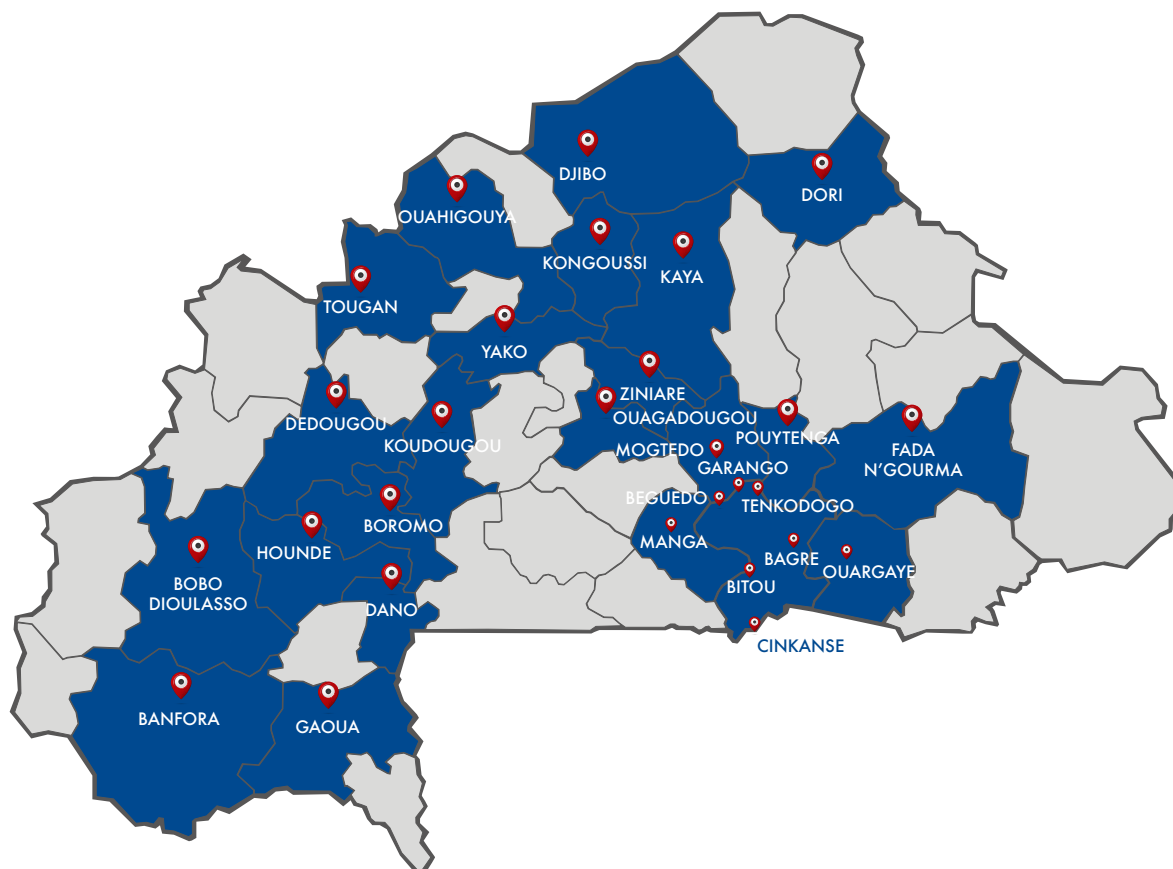 DJIBO
DORI
OUAHIGOUYA
KONGOUSSI
KAYA
TOUGAN
YAKO
ZINIARE
DEDOUGOU
OUAGADOUGOU
KOUDOUGOU
POUYTENGA
MOGTEDO
FADA
N'GOURMA
GARANGO
BEGUEDO
TENKODOGO
BOROMO
HOUNDE
MANGA
BAGRE
OUARGAYE
BOBO
DIOULASSO
DANO
BITOU
CINKANSE
BANFORA
GAOUA